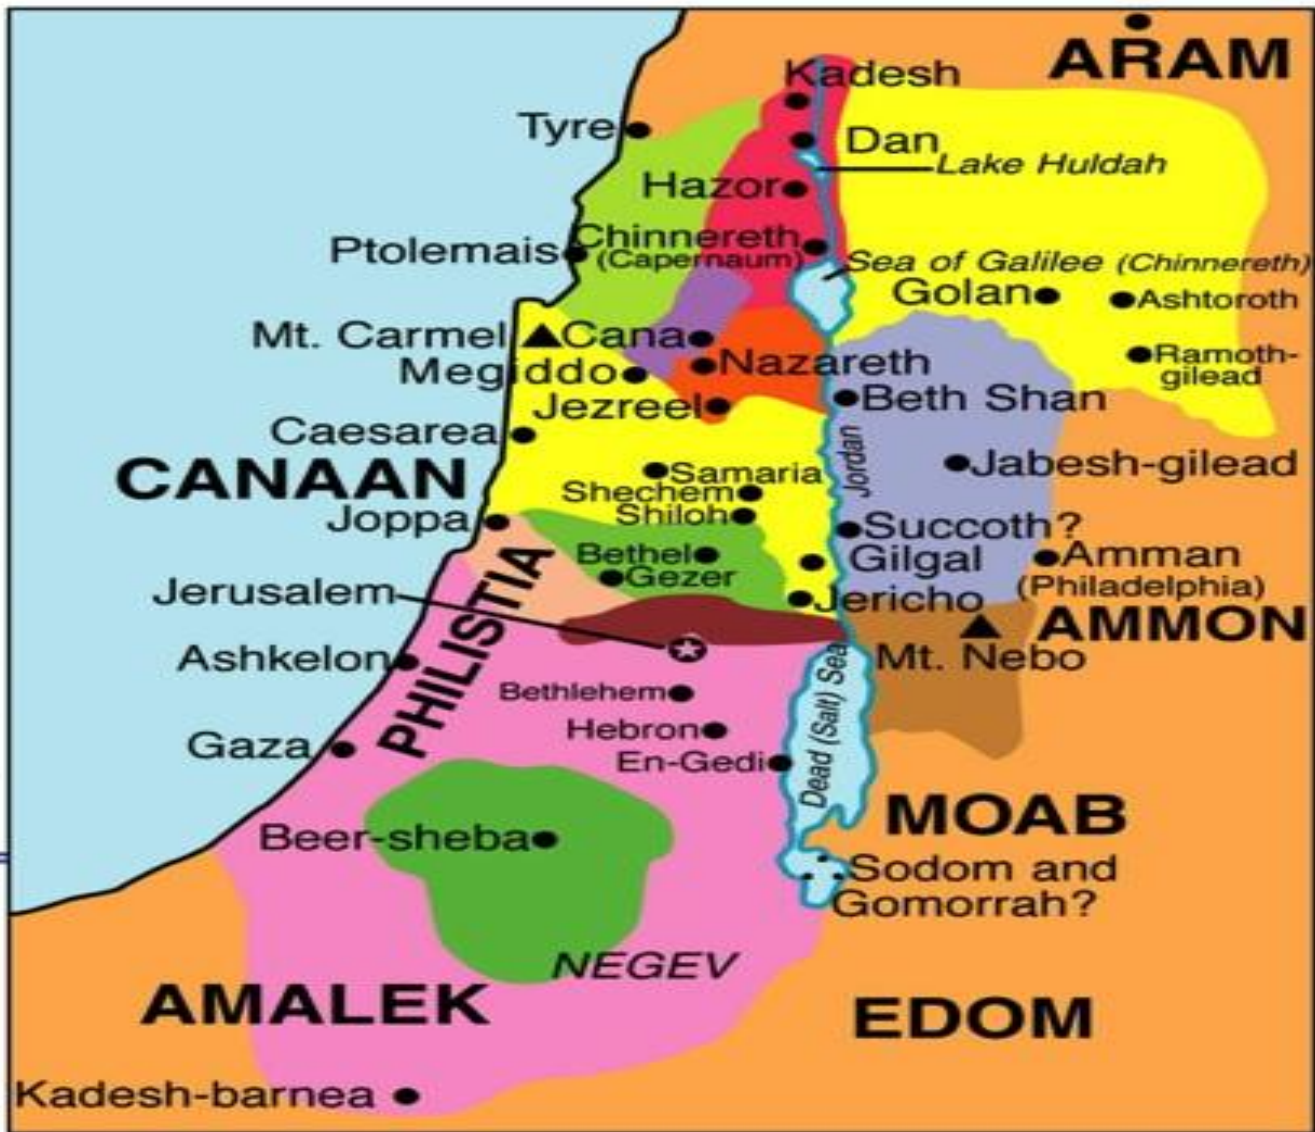 ARAM
Kadesh
Tyre
Dan
Lake Huldah
Hazor
Chinnereth
(Capernaum)
Ptolemais
Sea of Galilee (Chinnereth)
Golan
Ashtoroth
Mt. Carmel
Cana
Nazareth
Ramoth-
gilead
Megiddo
Jezreel
Beth Shan
Caesarea
Jordan
CANAAN
Samaria
Jabesh-gilead
Shechem
Shiloh
Joppa
Succoth?
Bethel
Gilgal
Amman
(Philadelphia)
Gezer
Jerusalem
Jericho
PHILISTIA
AMMON
Ashkelon
Mt. Nebo
Bethlehem
Dead (Salt) Sea
Hebron
Gaza
En-Gedi
MOAB
Beer-sheba
Sodom and
Gomorrah?
NEGEV
AMALEK
EDOM
Kadesh-barnea